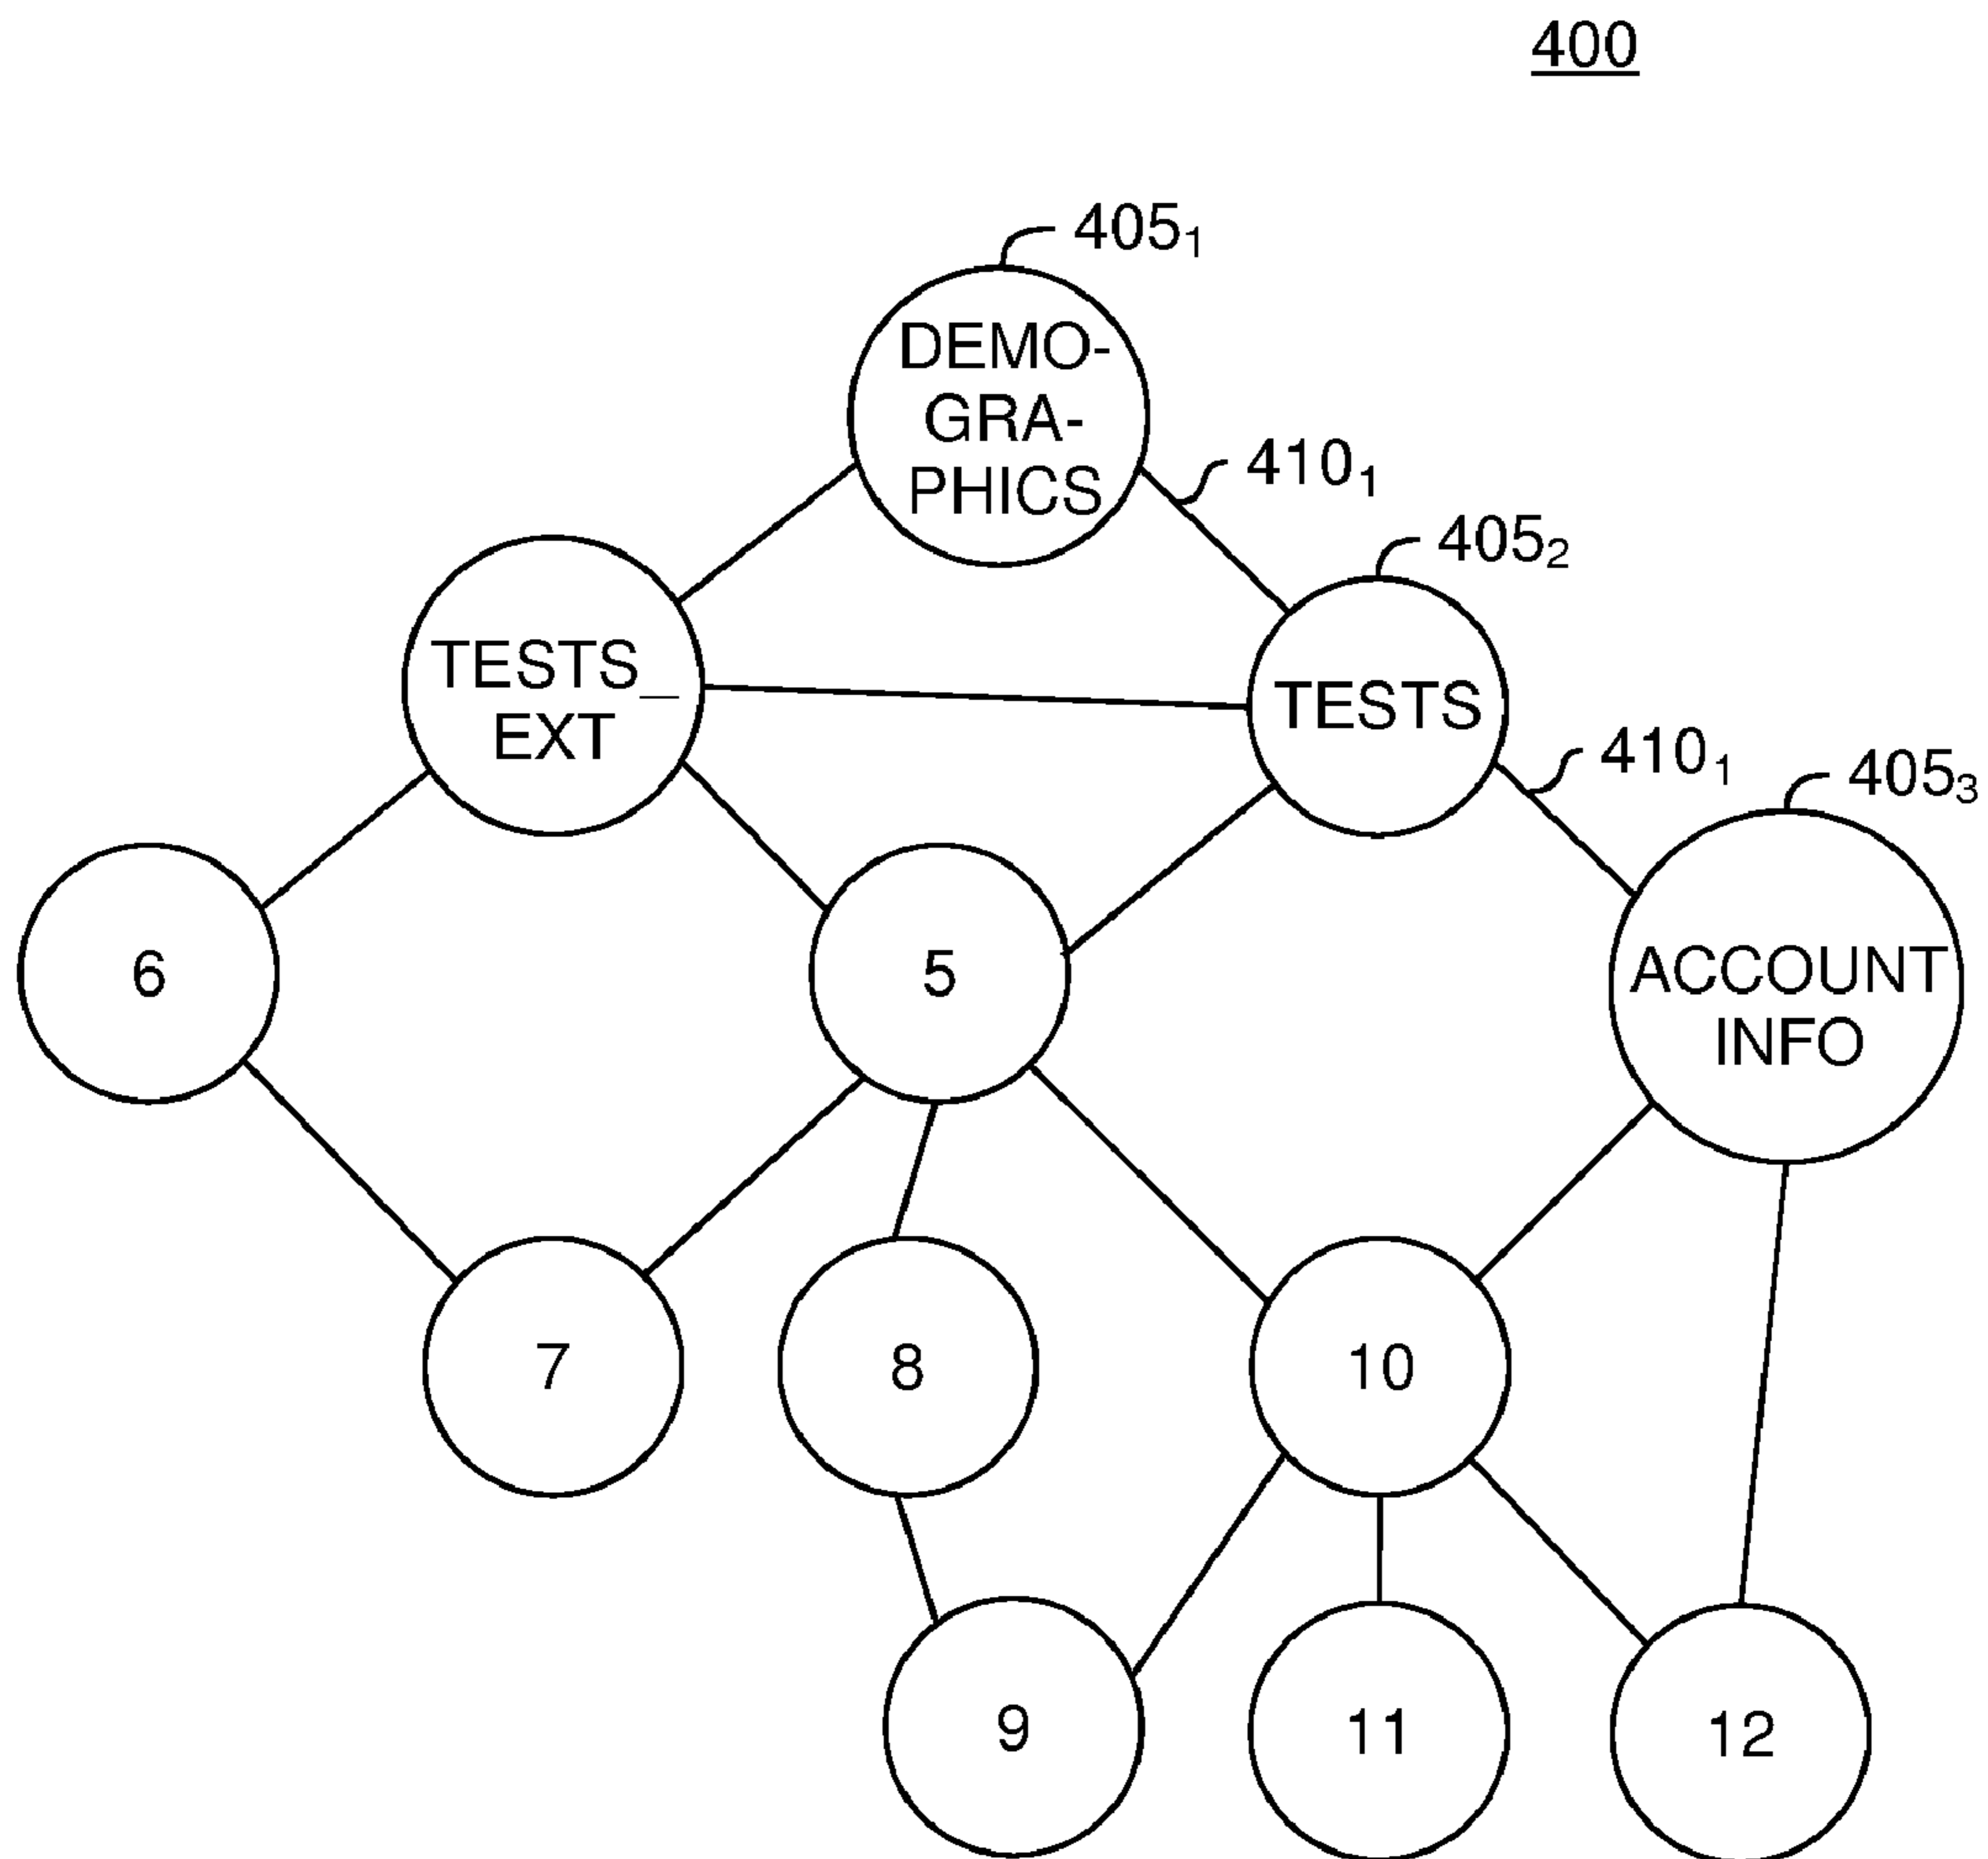 400
405₁
DEMO-
GRA-
PHICS
410₁
405₂
TESTS_
EXT
TESTS
410₁
405₃
6
5
ACCOUNT
INFO
7
8
10
9
11
12